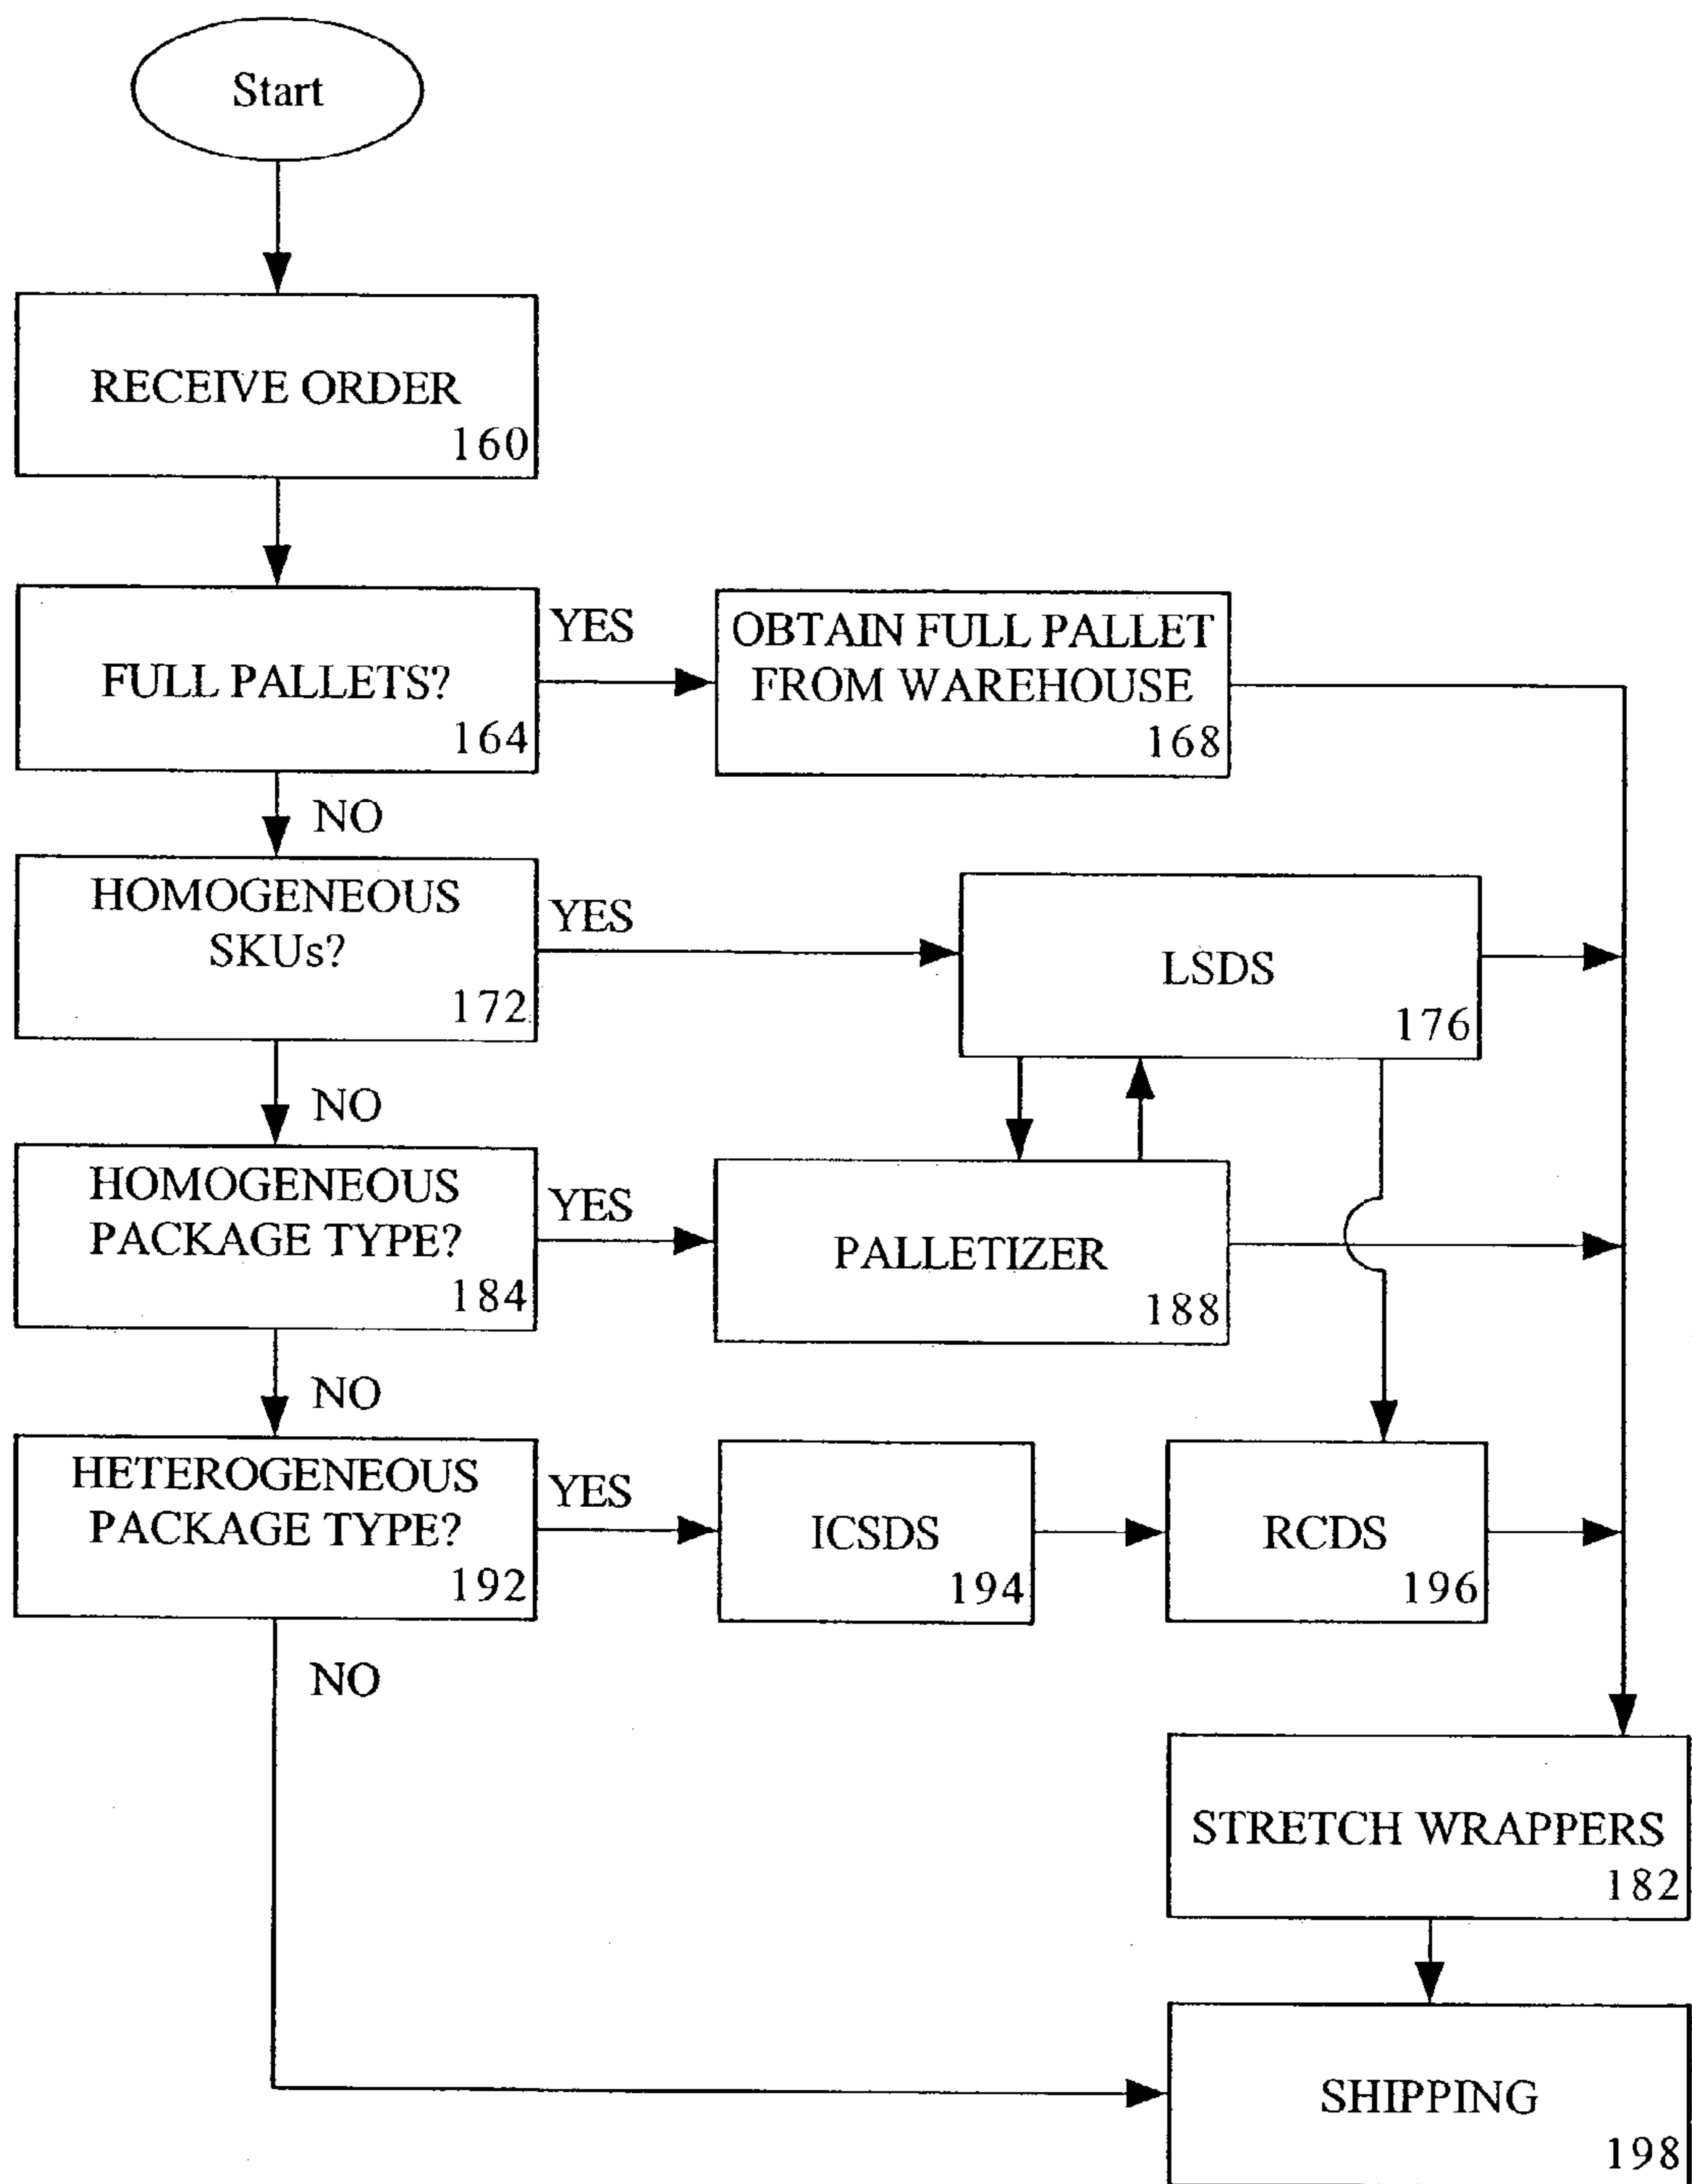 Start
RECEIVE ORDER
160
FULL PALLETS?
164
YES
OBTAIN FULL PALLET
FROM WAREHOUSE
168
NO
HOMOGENEOUS
SKUs?
172
YES
LSDS
176
NO
HOMOGENEOUS
PACKAGE TYPE?
184
YES
PALLETIZER
188
NO
HETEROGENEOUS
PACKAGE TYPE?
192
YES
ICSDS
194
RCDS
196
NO
STRETCH WRAPPERS
182
SHIPPING
198